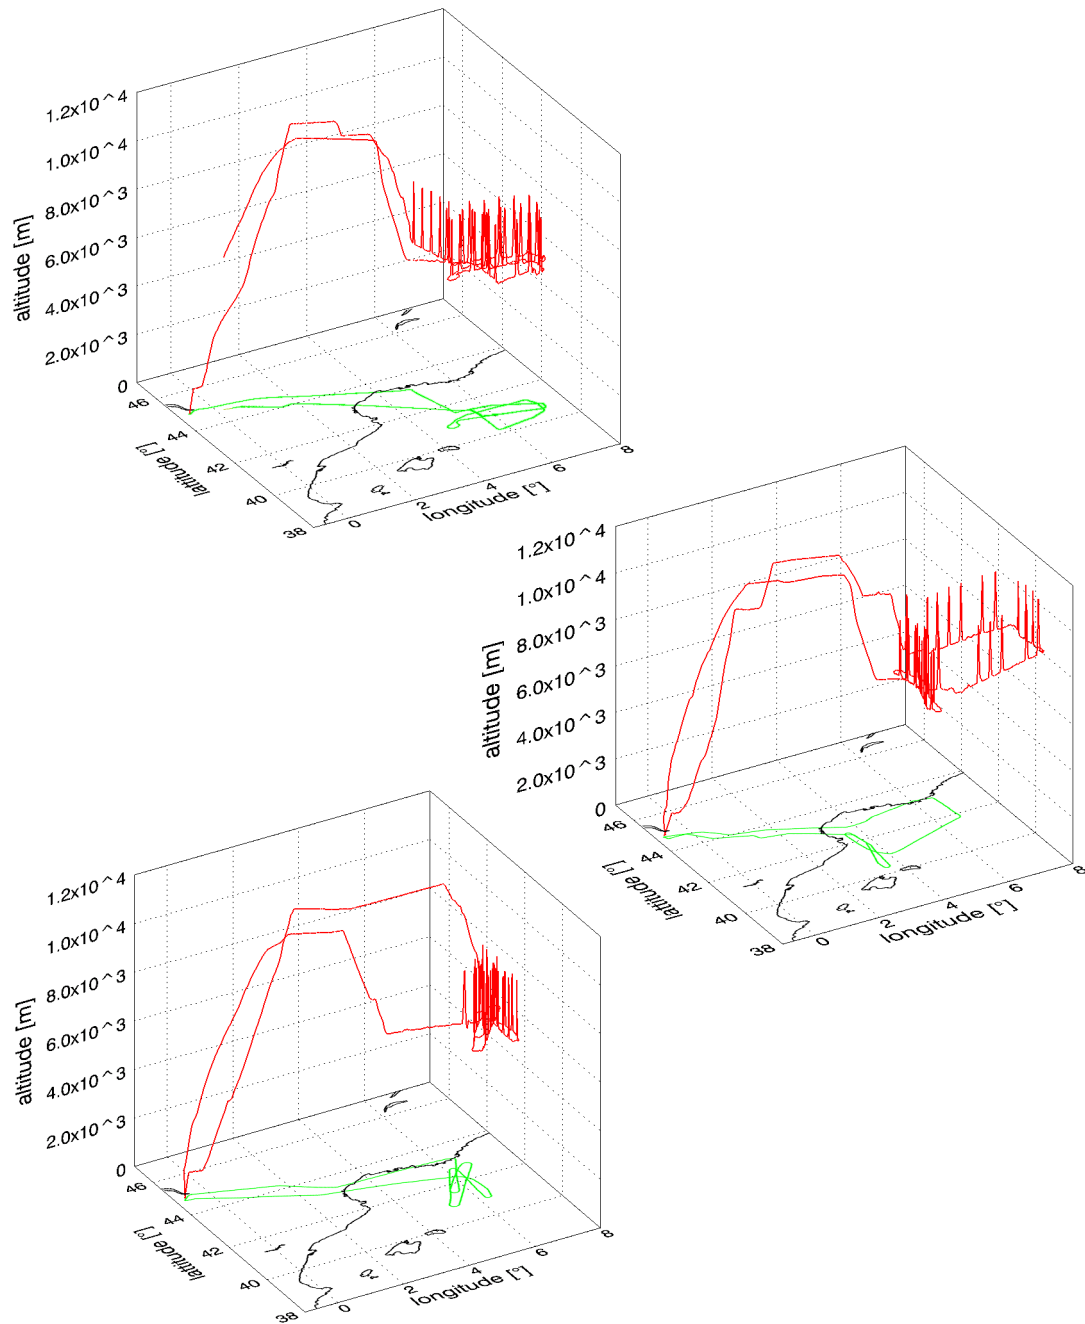 1.2x10^4
1.0x10^4
8.0x10^3
6.0x10^3
4.0x10^3
2.0x10^3
0
altitude [m]
46
44
42
40
38
lattitude [°]
0
2
4
6
8
longitude [°]
1.2x10^4
1.0x10^4
8.0x10^3
6.0x10^3
4.0x10^3
2.0x10^3
0
altitude [m]
46
44
42
40
38
lattitude [°]
0
2
4
6
8
longitude [°]
1.2x10^4
1.0x10^4
8.0x10^3
6.0x10^3
4.0x10^3
2.0x10^3
0
altitude [m]
46
44
42
40
38
lattitude [°]
0
2
4
6
8
longitude [°]